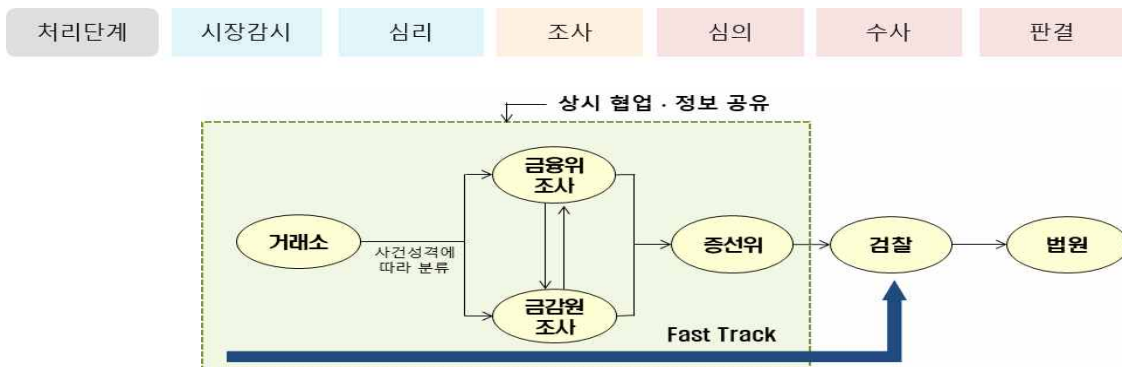 처리단계 시장감시 심리 조사 심의 수사 판결
상시 협업 · 정보 공유
금융위
조사
거래소
사건성격에
따라 분류
증선위
검찰
법원
금감원
조사
Fast Track